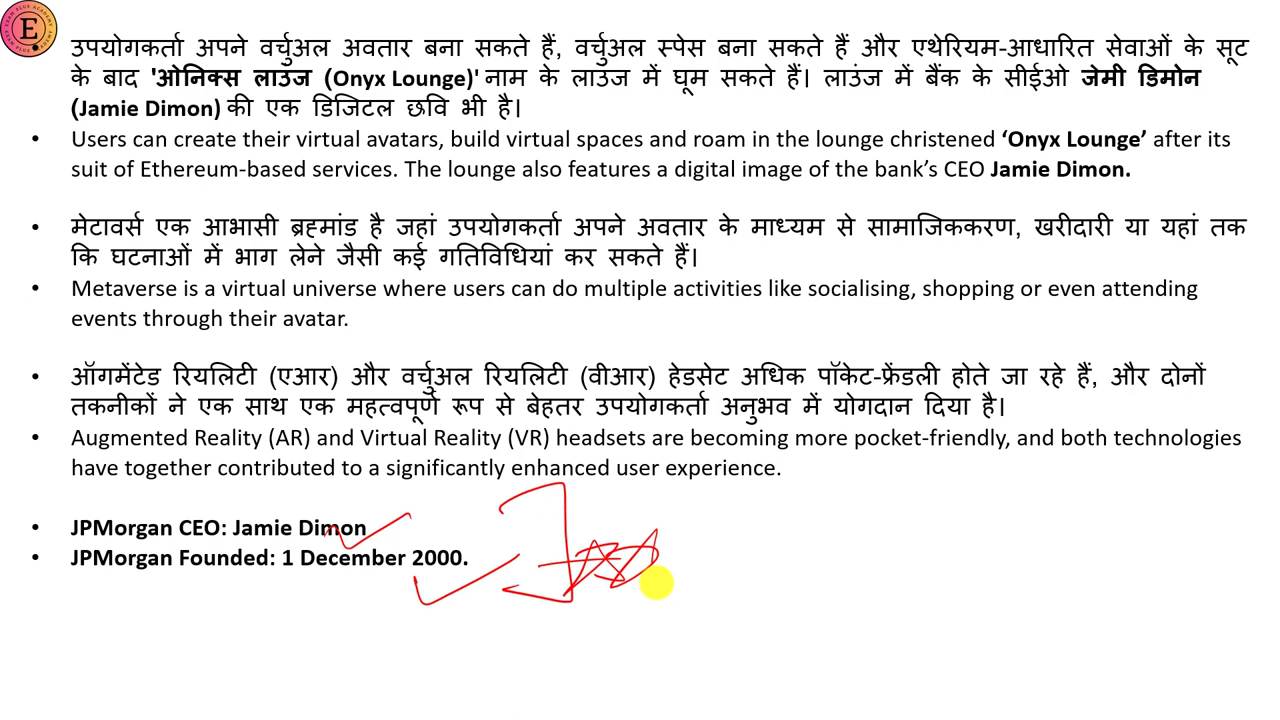 उपयोगकर्ता अपने वर्चुअल अवतार बना सकते हैं, वर्चुअल स्पेस बना सकते हैं और एथेरियम-आधारित सेवाओं के सूट
के बाद 'ओनिक्स लाउंज (Onyx Lounge)' नाम के लाउंज में घूम सकते हैं। लाउंज में बैंक के सीईओ जेमी डिमोन
(Jamie Dimon) की एक डिजिटल छवि भी है।
• Users can create their virtual avatars, build virtual spaces and roam in the lounge christened ‘Onyx Lounge’ after its
suit of Ethereum-based services. The lounge also features a digital image of the bank’s CEO Jamie Dimon.
• मेटावर्स एक आभासी ब्रह्मांड है जहां उपयोगकर्ता अपने अवतार के माध्यम से सामाजिककरण, खरीदारी या यहां तक
कि घटनाओं में भाग लेने जैसी कई गतिविधियां कर सकते हैं।
• Metaverse is a virtual universe where users can do multiple activities like socialising, shopping or even attending
events through their avatar.
• ऑगमेंटेड रियलिटी (एआर) और वर्चुअल रियलिटी (वीआर) हेडसेट अधिक पॉकेट-फ्रेंडली होते जा रहे हैं, और दोनों
तकनीकों ने एक साथ एक महत्वपूर्ण रूप से बेहतर उपयोगकर्ता अनुभव में योगदान दिया है।
• Augmented Reality (AR) and Virtual Reality (VR) headsets are becoming more pocket-friendly, and both technologies
have together contributed to a significantly enhanced user experience.
• JPMorgan CEO: Jamie Dimon
• JPMorgan Founded: 1 December 2000.